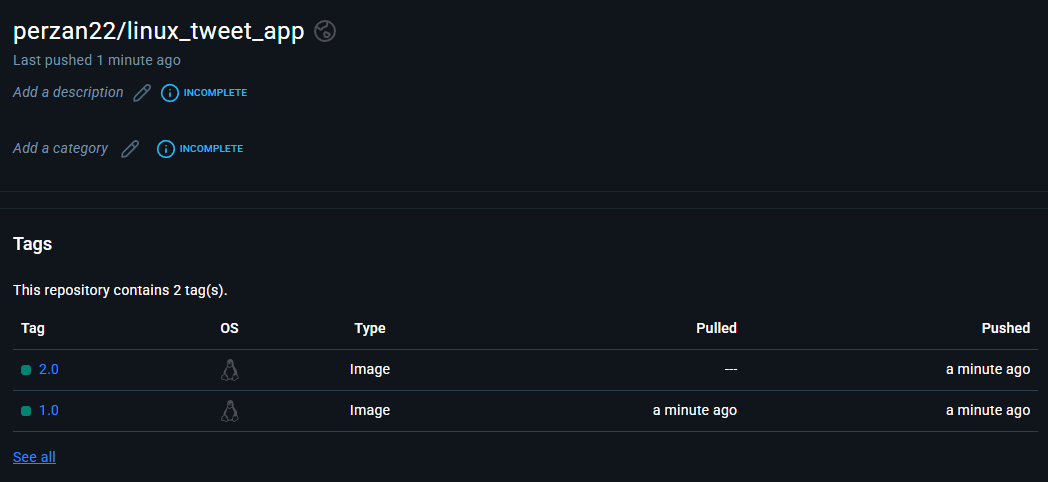 perzan22/linux_tweet_app
Last pushed 1 minute ago
Add a description INCOMPLETE
Add a category INCOMPLETE
Tags
This repository contains 2 tag(s).
Tag OS Type Pulled Pushed
2.0 Image --- a minute ago
1.0 Image a minute ago a minute ago
See all